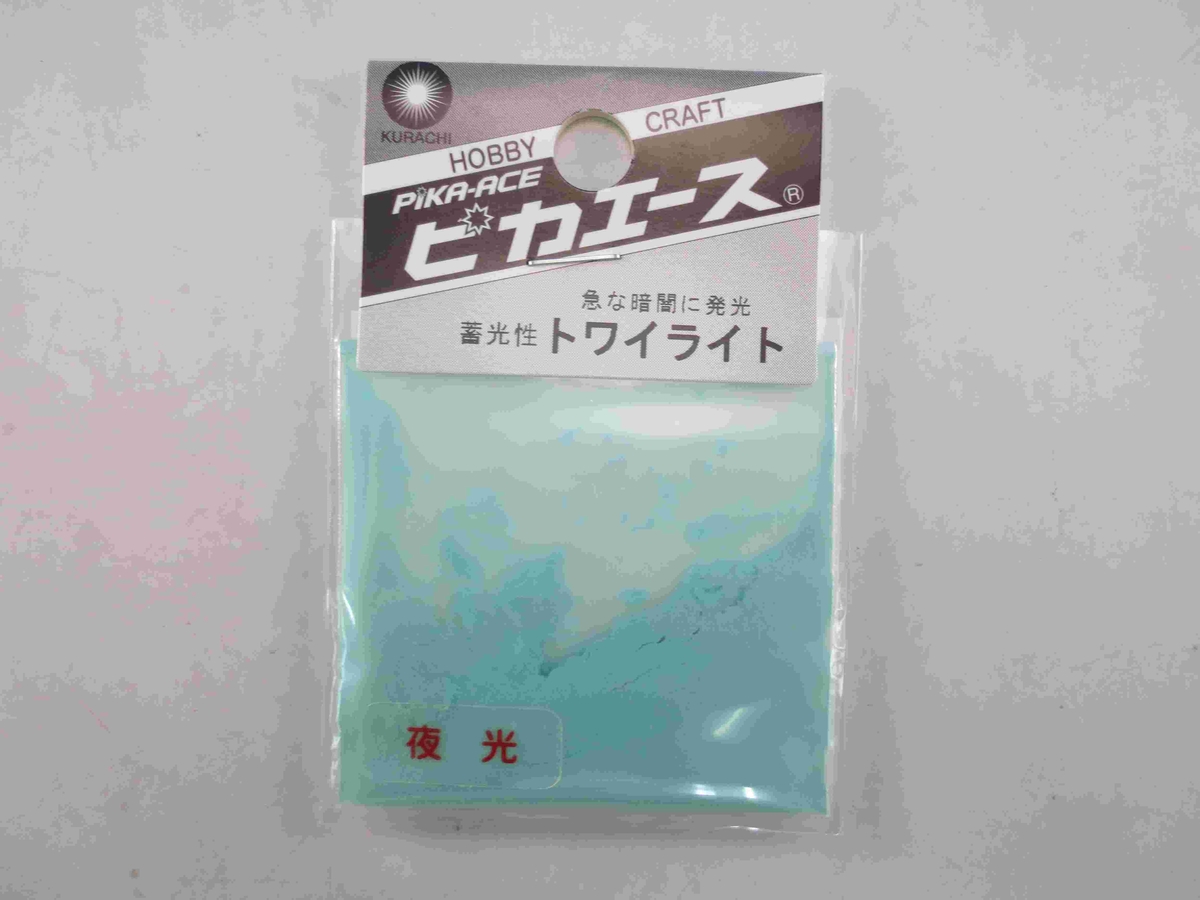 KURACHI
HOBBY CRAFT
PiKA-ACE
ピカエース®
急な暗闇に発光
蓄光性トワイライト
夜 光